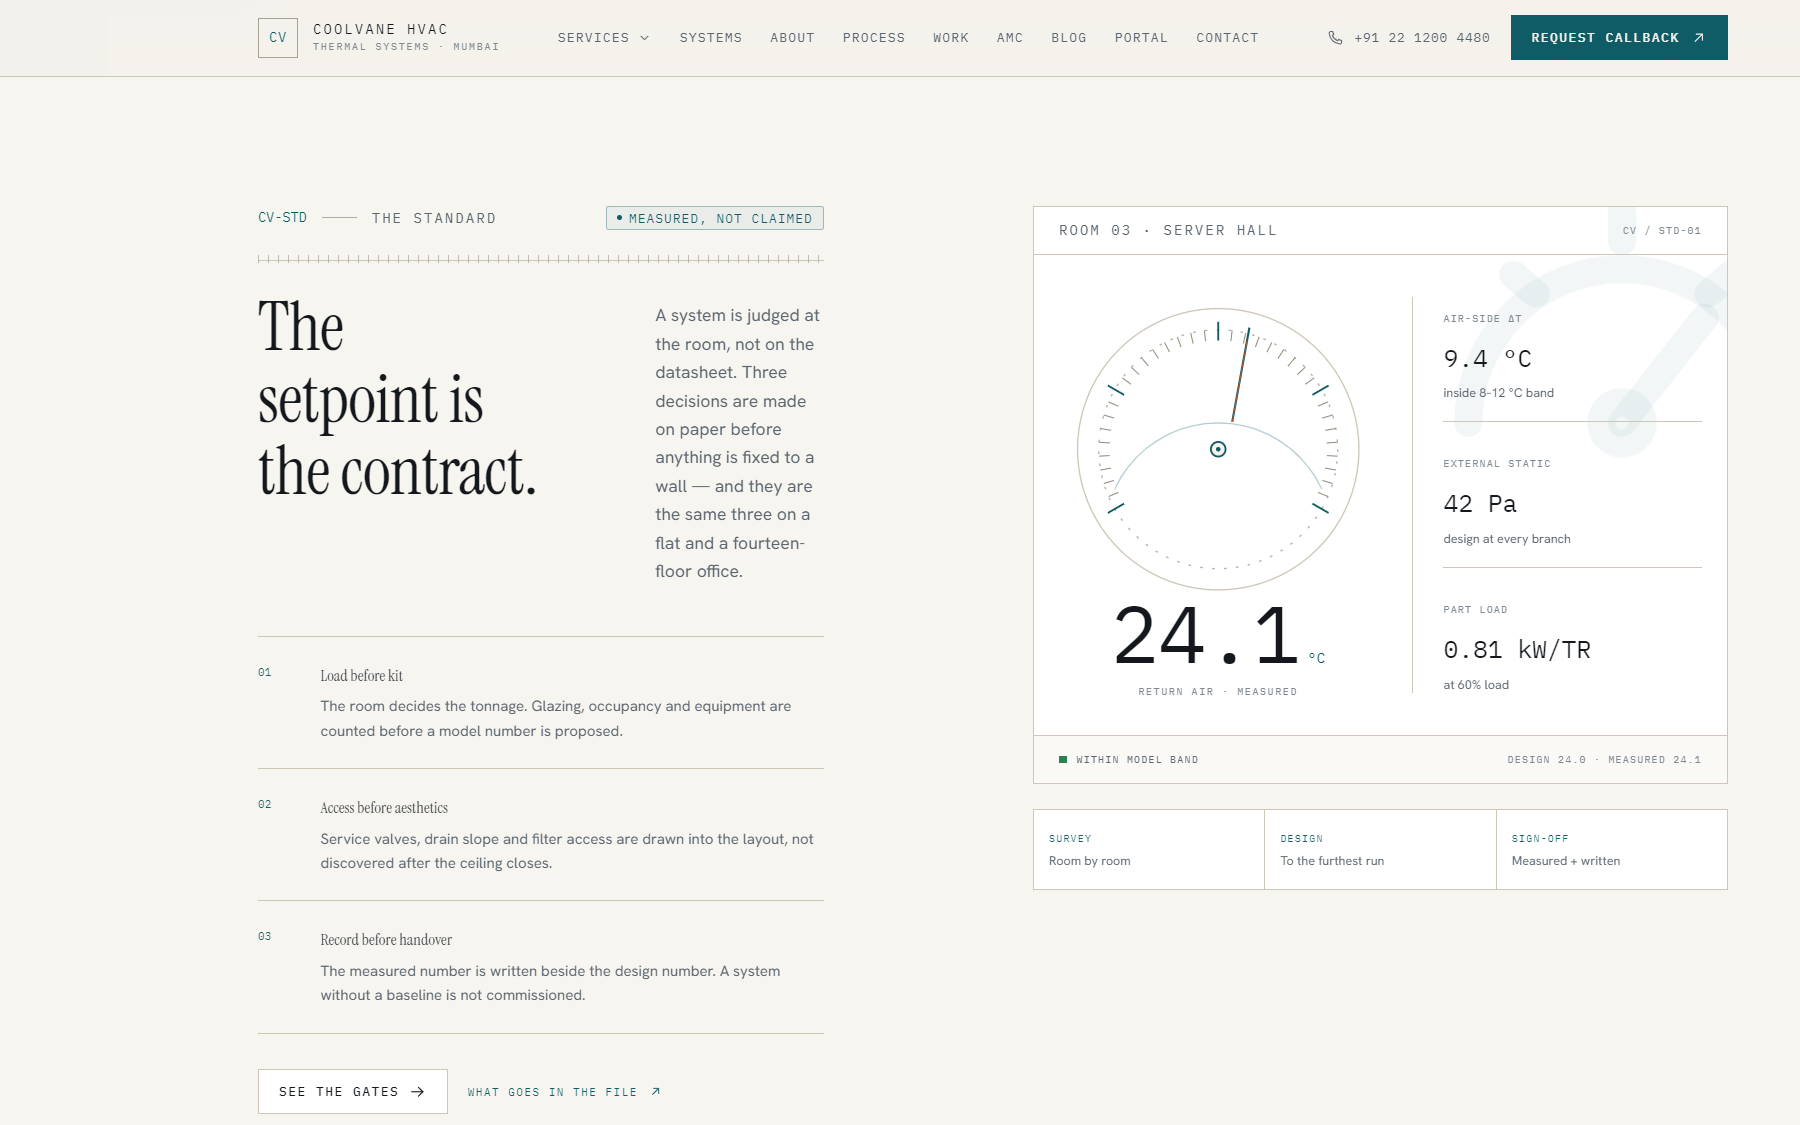 CV
COOLVANE HVAC
THERMAL SYSTEMS · MUMBAI
SERVICES
SYSTEMS
ABOUT
PROCESS
WORK
AMC
BLOG
PORTAL
CONTACT
+91 22 1200 4480
REQUEST CALLBACK
CV-STD
THE STANDARD
MEASURED, NOT CLAIMED
The
setpoint is
the contract.
A system is judged at
the room, not on the
datasheet. Three
decisions are made
on paper before
anything is fixed to a
wall — and they are
the same three on a
flat and a fourteen-
floor office.
01
Load before kit
The room decides the tonnage. Glazing, occupancy and equipment are
counted before a model number is proposed.
02
Access before aesthetics
Service valves, drain slope and filter access are drawn into the layout, not
discovered after the ceiling closes.
03
Record before handover
The measured number is written beside the design number. A system
without a baseline is not commissioned.
SEE THE GATES
WHAT GOES IN THE FILE
ROOM 03 · SERVER HALL
CV / STD-01
24.1 °C
RETURN AIR · MEASURED
AIR-SIDE ΔT
9.4 °C
inside 8–12 °C band
EXTERNAL STATIC
42 Pa
design at every branch
PART LOAD
0.81 kW/TR
at 60% load
WITHIN MODEL BAND
DESIGN 24.0 · MEASURED 24.1
SURVEY
Room by room
DESIGN
To the furthest run
SIGN-OFF
Measured + written